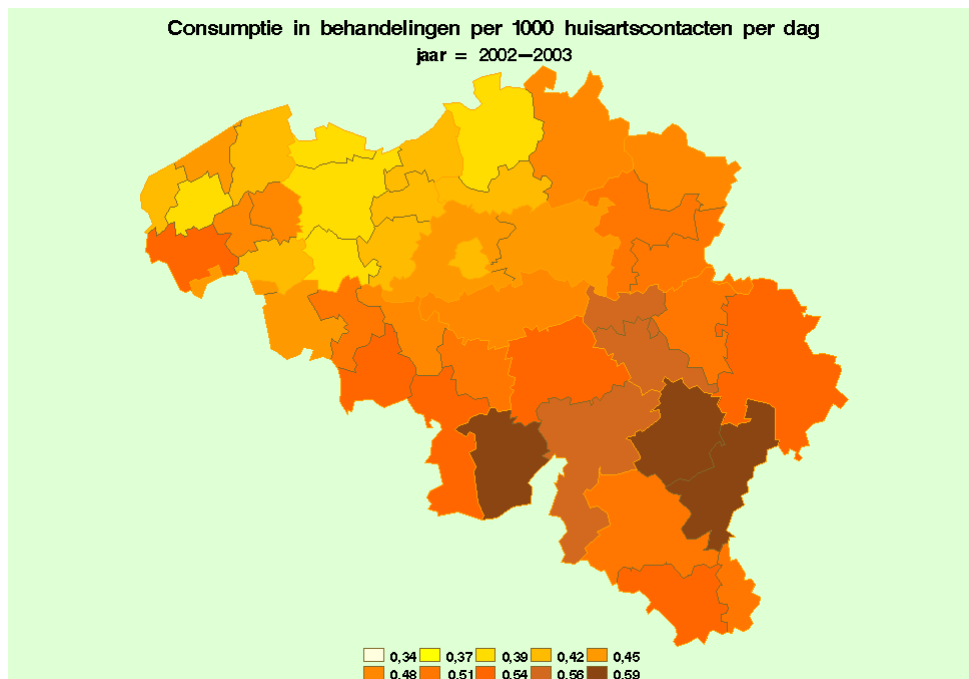 Consumptie in behandelingen per 1000 huisartscontacten per dag
jaar = 2002–2003
0,34 0,37 0,39 0,42 0,45
0,48 0,51 0,54 0,56 0,59